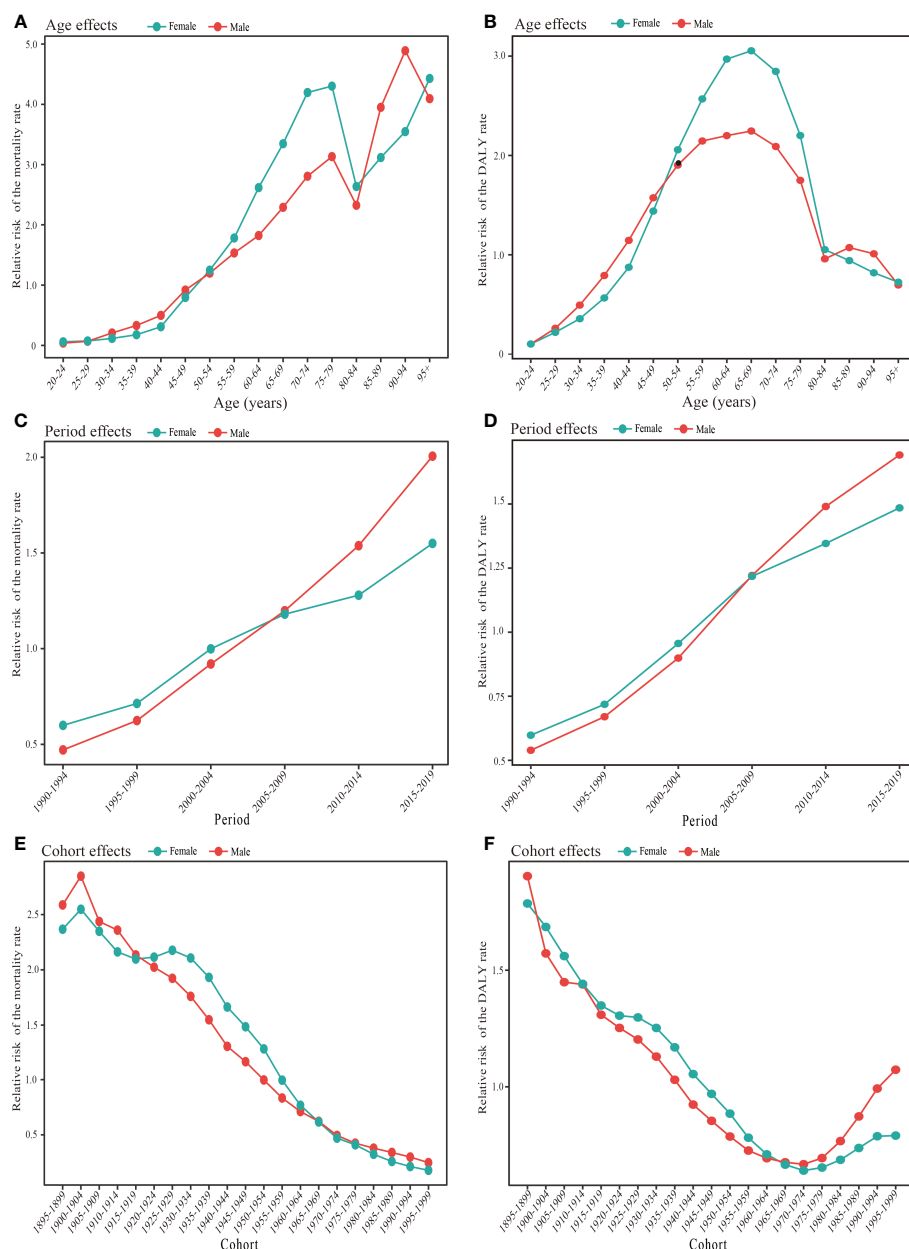 A Age effects Female Male
Relative risk of the mortality rate
5.0
4.0
3.0
2.0
1.0
0
20-24 25-29 30-34 35-39 40-44 45-49 50-54 55-59 60-64 65-69 70-74 75-79 80-84 85-89 90-94 95+
Age (years)
B Age effects Female Male
Relative risk of the DALY rate
3.0
2.0
1.0
0
20-24 25-29 30-34 35-39 40-44 45-49 50-54 55-59 60-64 65-69 70-74 75-79 80-84 85-89 90-94 95+
Age (years)
C Period effects Female Male
Relative risk of the mortality rate
2.0
1.5
1.0
0.5
1990-1994 1995-1999 2000-2004 2005-2009 2010-2014 2015-2019
Period
D Period effects Female Male
Relative risk of the DALY rate
1.5
1.25
1.0
0.75
0.5
1990-1994 1995-1999 2000-2004 2005-2009 2010-2014 2015-2019
Period
E Cohort effects Female Male
Relative risk of the mortality rate
2.5
2.0
1.5
1.0
0.5
1895-1899 1900-1904 1905-1909 1910-1914 1915-1919 1920-1924 1925-1929 1930-1934 1935-1939 1940-1944 1945-1949 1950-1954 1955-1959 1960-1964 1965-1969 1970-1974 1975-1979 1980-1984 1985-1989 1990-1994 1995-1999
Cohort
F Cohort effects Female Male
Relative risk of the DALY rate
1.5
1.0
1895-1899 1900-1904 1905-1909 1910-1914 1915-1919 1920-1924 1925-1929 1930-1934 1935-1939 1940-1944 1945-1949 1950-1954 1955-1959 1960-1964 1965-1969 1970-1974 1975-1979 1980-1984 1985-1989 1990-1994 1995-1999
Cohort